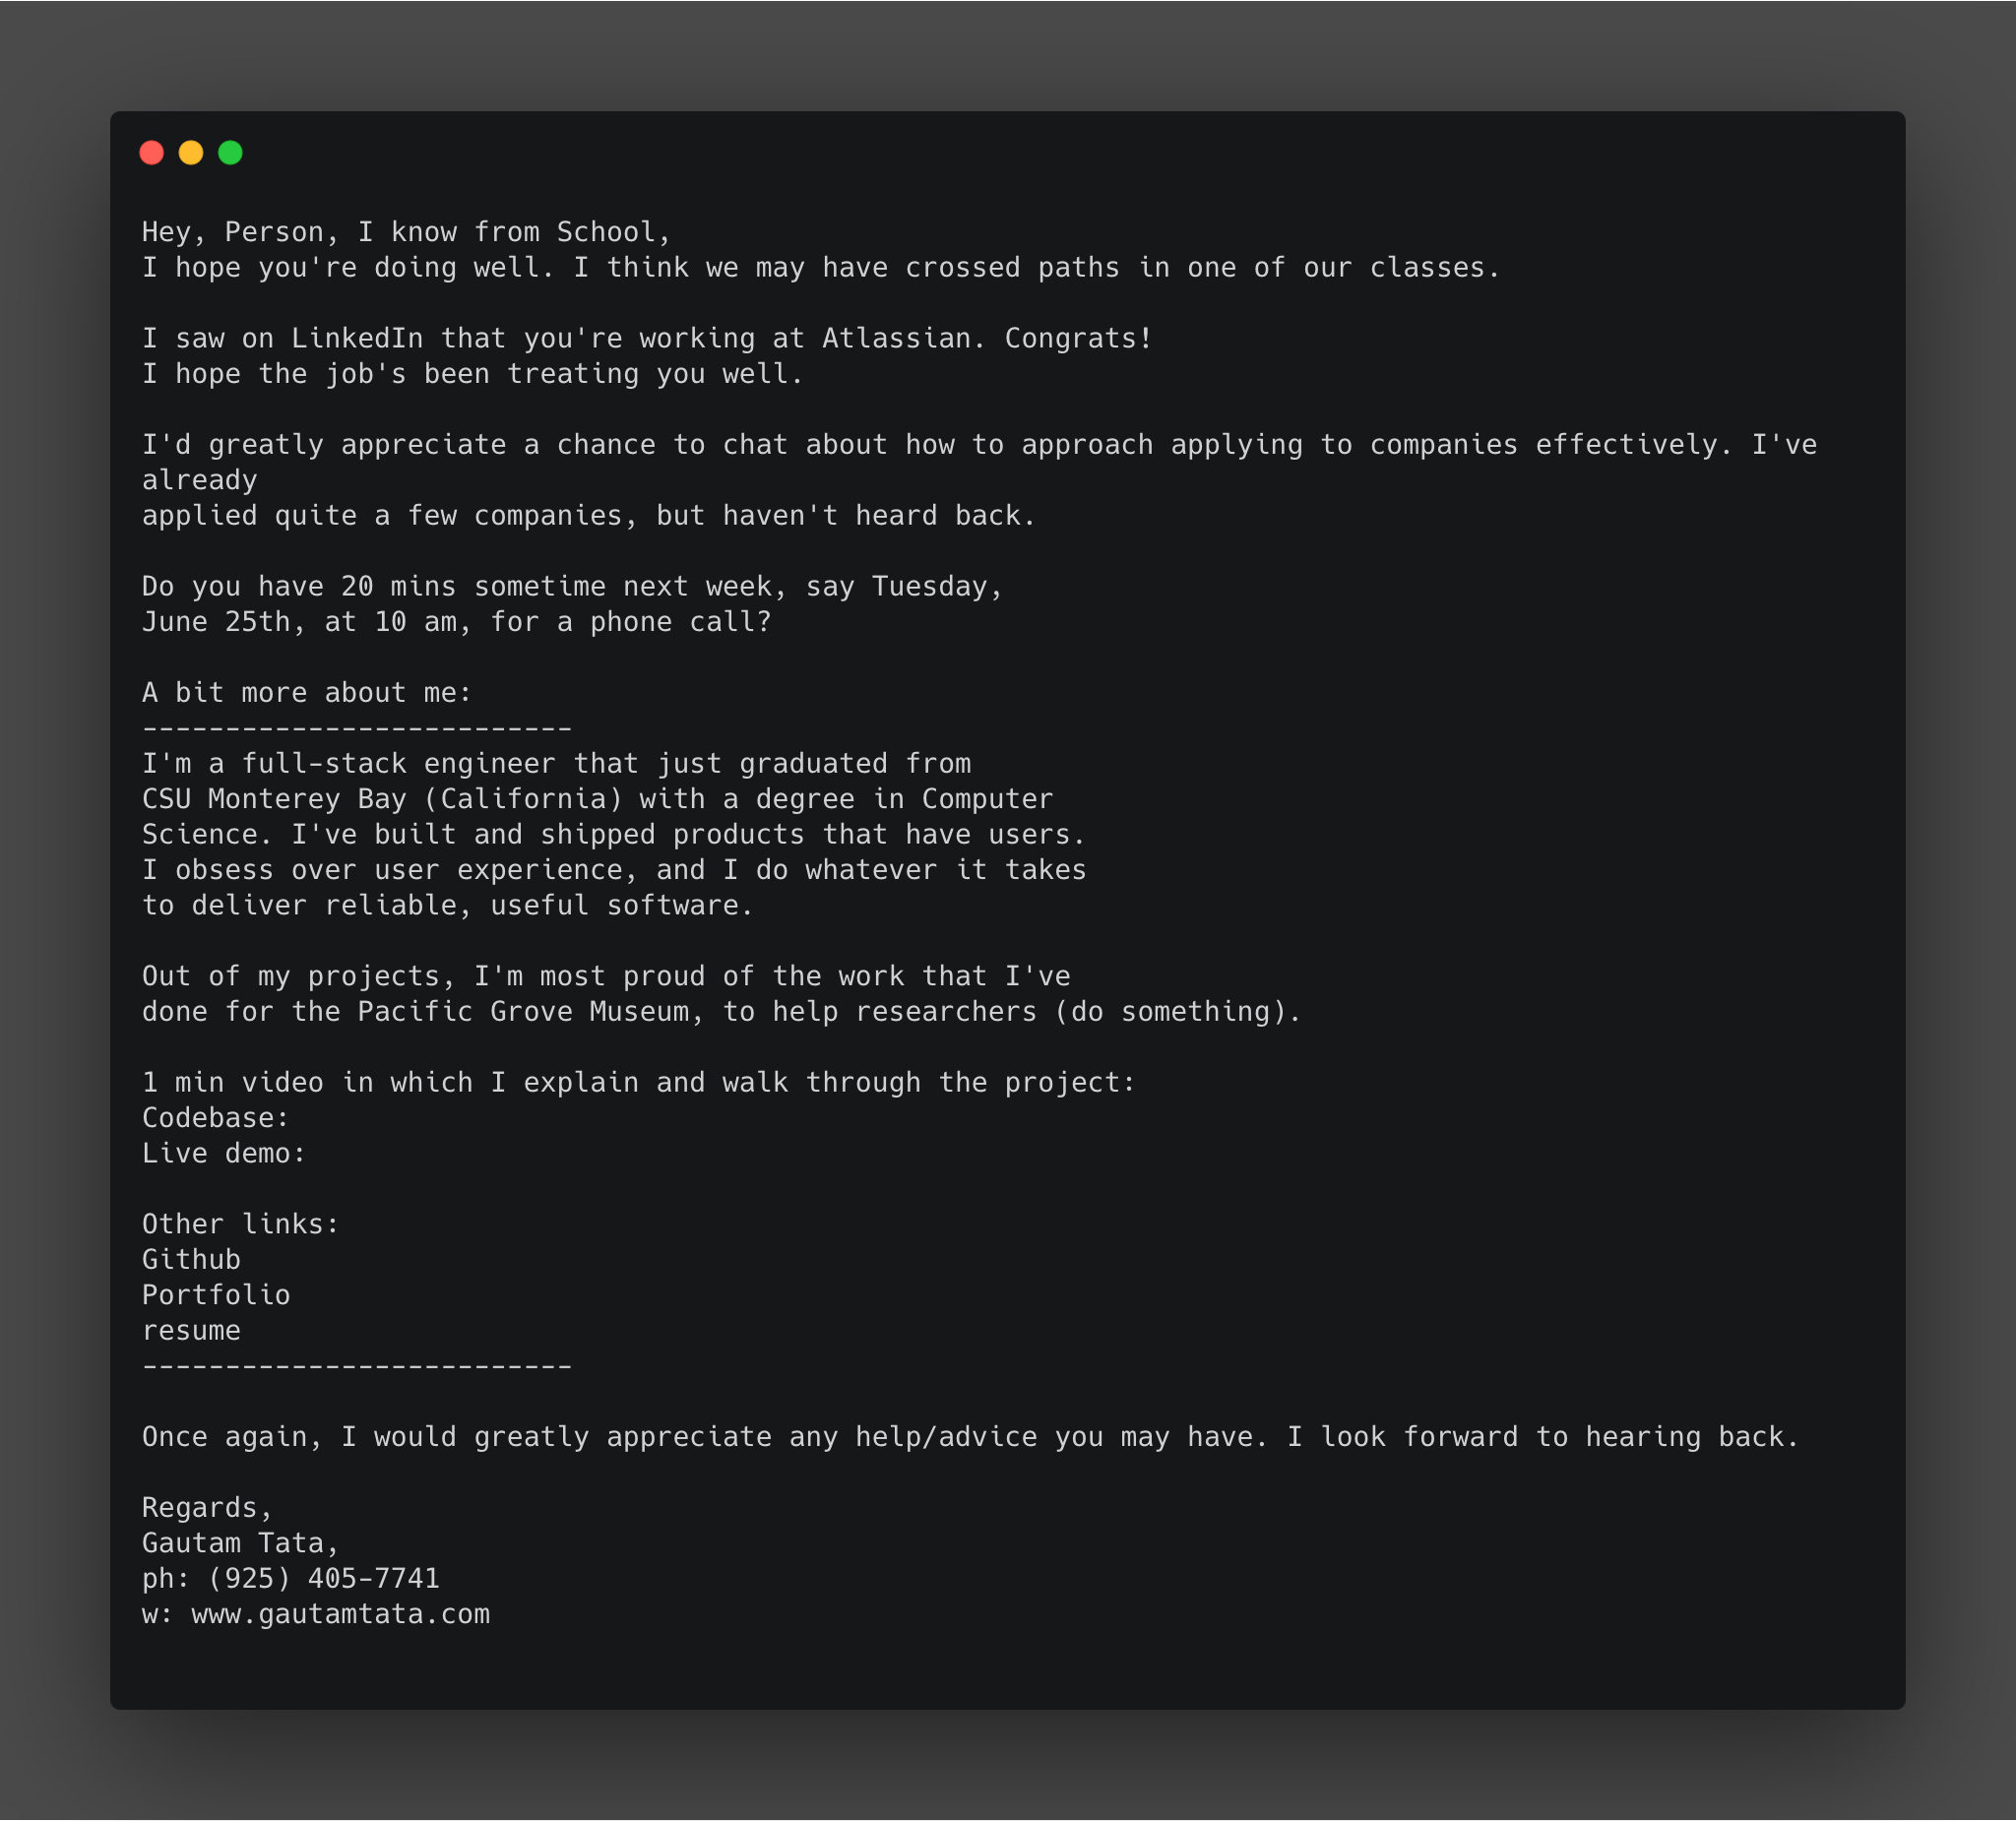 Hey, Person, I know from School,
I hope you're doing well. I think we may have crossed paths in one of our classes.
I saw on LinkedIn that you're working at Atlassian. Congrats!
I hope the job's been treating you well.
I'd greatly appreciate a chance to chat about how to approach applying to companies effectively. I've
already
applied quite a few companies, but haven't heard back.
Do you have 20 mins sometime next week, say Tuesday,
June 25th, at 10 am, for a phone call?
A bit more about me:
--------------------------
I'm a full-stack engineer that just graduated from
CSU Monterey Bay (California) with a degree in Computer
Science. I've built and shipped products that have users.
I obsess over user experience, and I do whatever it takes
to deliver reliable, useful software.
Out of my projects, I'm most proud of the work that I've
done for the Pacific Grove Museum, to help researchers (do something).
1 min video in which I explain and walk through the project:
Codebase:
Live demo:
Other links:
Github
Portfolio
resume
--------------------------
Once again, I would greatly appreciate any help/advice you may have. I look forward to hearing back.
Regards,
Gautam Tata,
ph: (925) 405-7741
w: www.gautamtata.com